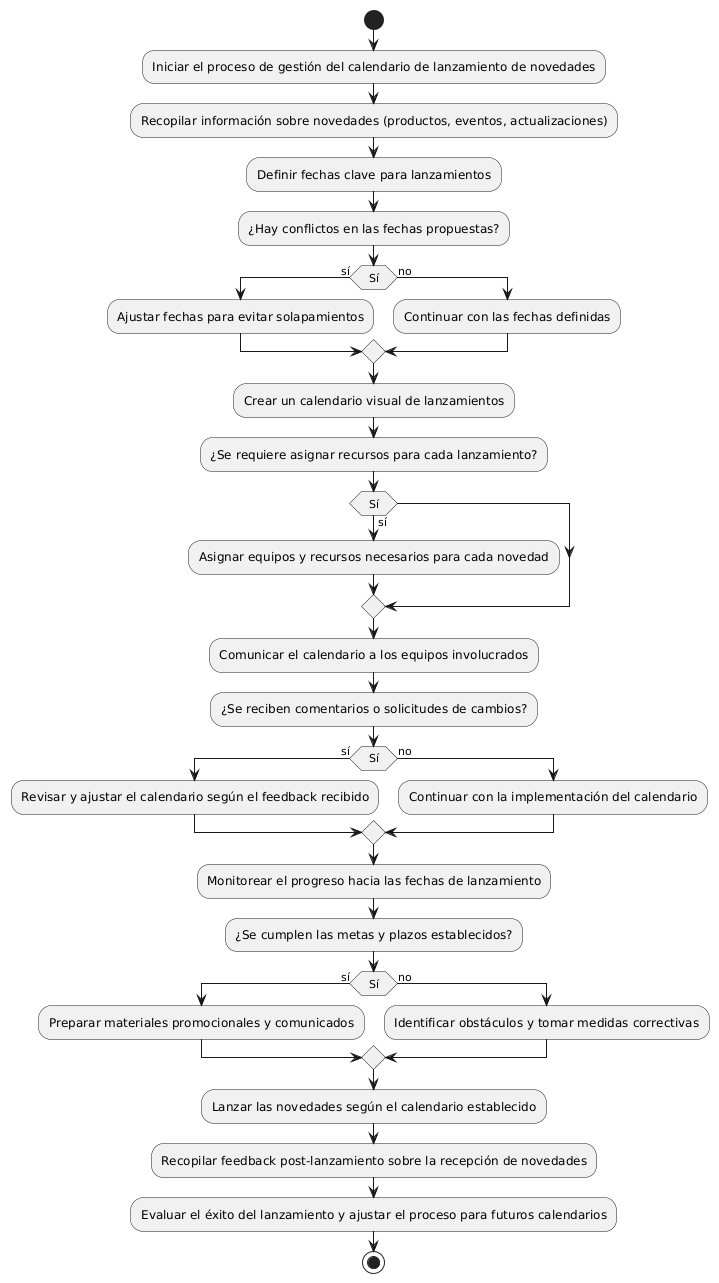 Iniciar el proceso de gestión del calendario de lanzamiento de novedades
Recopilar información sobre novedades (productos, eventos, actualizaciones)
Definir fechas clave para lanzamientos
¿Hay conflictos en las fechas propuestas?
sí
Sí
no
Ajustar fechas para evitar solapamientos
Continuar con las fechas definidas
Crear un calendario visual de lanzamientos
¿Se requiere asignar recursos para cada lanzamiento?
Sí
sí
Asignar equipos y recursos necesarios para cada novedad
Comunicar el calendario a los equipos involucrados
¿Se reciben comentarios o solicitudes de cambios?
sí
Sí
no
Revisar y ajustar el calendario según el feedback recibido
Continuar con la implementación del calendario
Monitorear el progreso hacia las fechas de lanzamiento
¿Se cumplen las metas y plazos establecidos?
sí
Sí
no
Preparar materiales promocionales y comunicados
Identificar obstáculos y tomar medidas correctivas
Lanzar las novedades según el calendario establecido
Recopilar feedback post-lanzamiento sobre la recepción de novedades
Evaluar el éxito del lanzamiento y ajustar el proceso para futuros calendarios